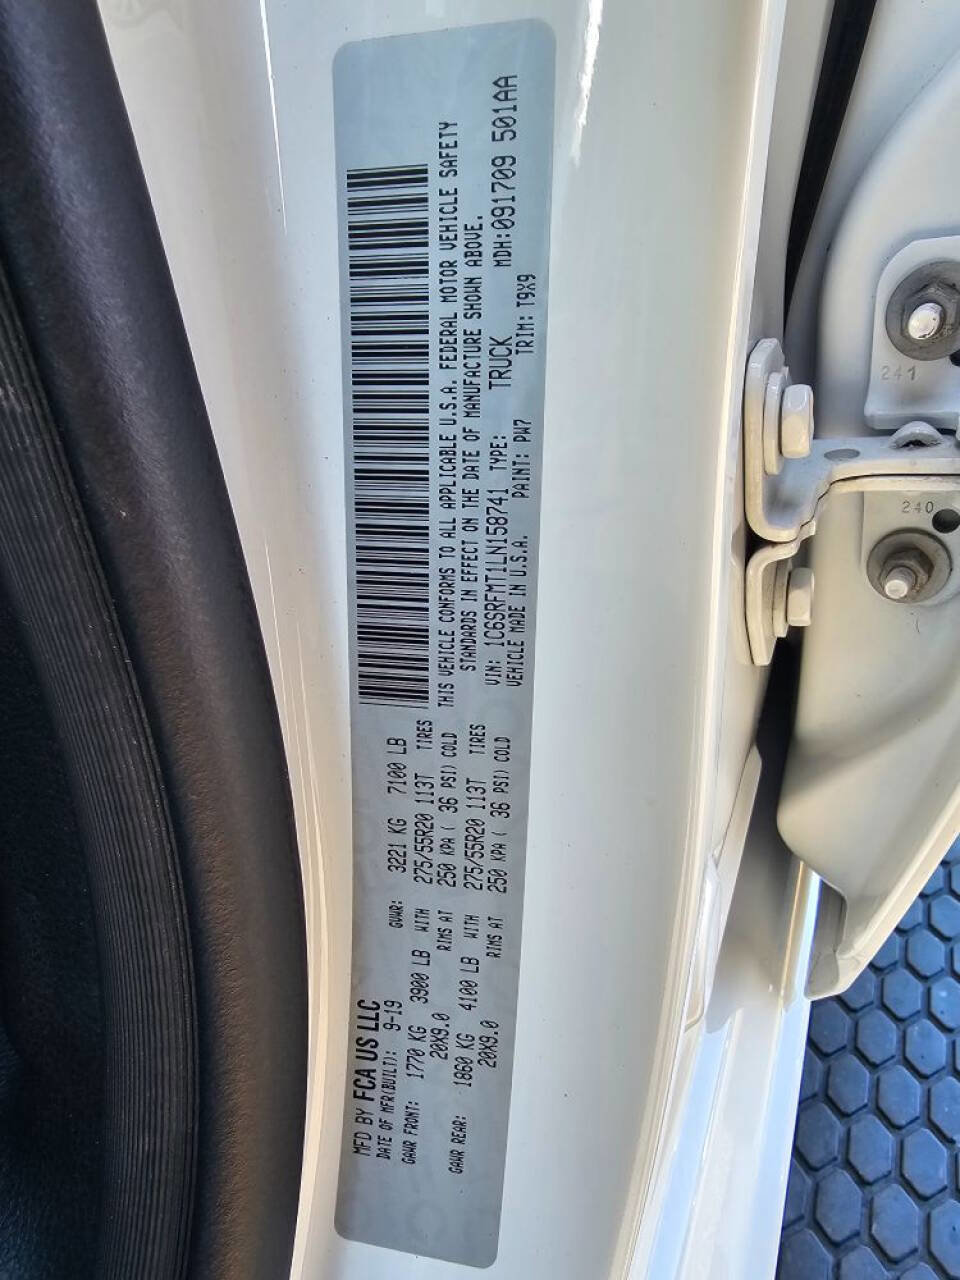 MFD BY FCA US LLC
DATE OF MFR(BUILT): 9-19 GVWR: 3221 KG 7100 LB
GAWR FRONT: 1770 KG 3900 LB WITH 275/55R20 113T TIRES
20X9.0 RIMS AT 250 KPA ( 36 PSI) COLD
GAWR REAR: 1860 KG 4100 LB WITH 275/55R20 113T TIRES
20X9.0 RIMS AT 250 KPA ( 36 PSI) COLD
THIS VEHICLE CONFORMS TO ALL APPLICABLE U.S.A. FEDERAL MOTOR VEHICLE SAFETY
STANDARDS IN EFFECT ON THE DATE OF MANUFACTURE SHOWN ABOVE.
VIN: 1C6SRFMT1LN158741 TYPE: TRUCK MDH:091709 501AA
VEHICLE MADE IN U.S.A. PAINT: PW7 TRIM: T9X9
241
240